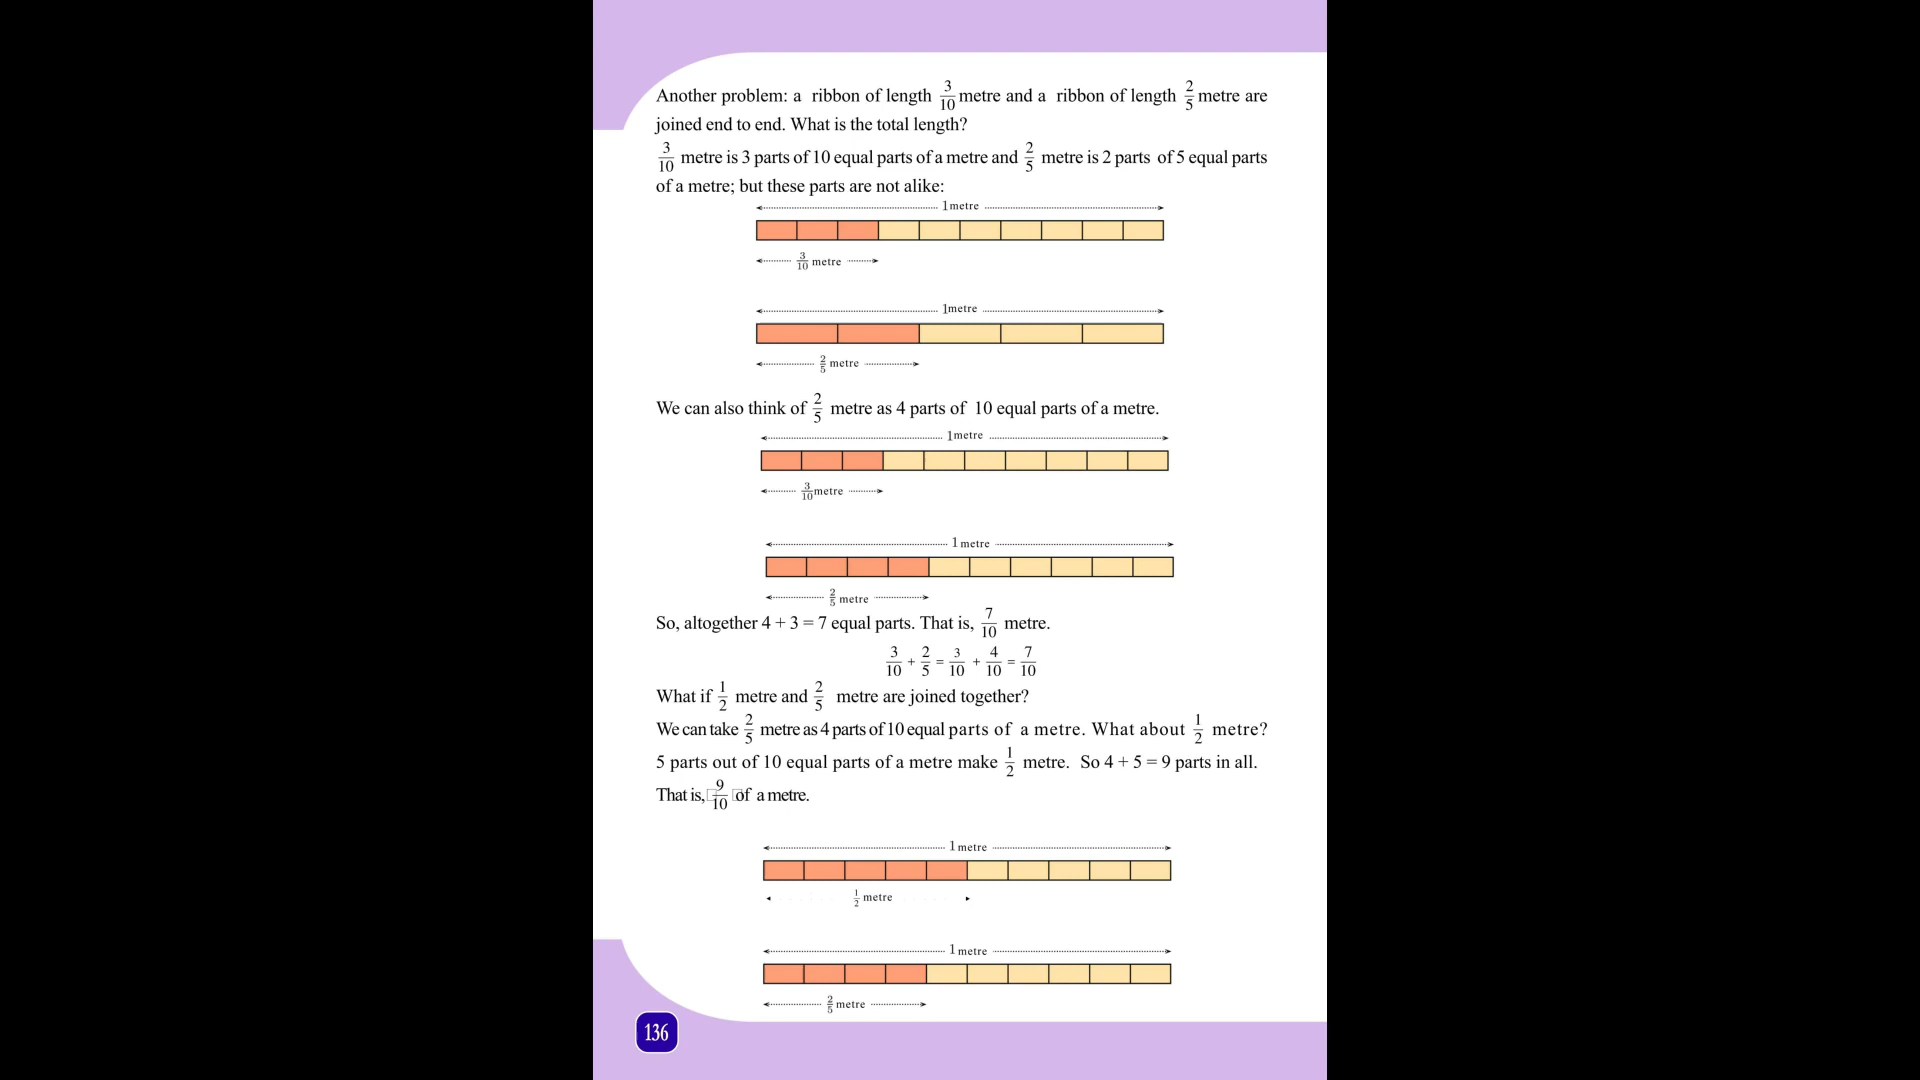 Another problem: a ribbon of length 3/10 metre and a ribbon of length 2/5 metre are
joined end to end. What is the total length?
3/10 metre is 3 parts of 10 equal parts of a metre and 2/5 metre is 2 parts of 5 equal parts
of a metre; but these parts are not alike:
1 metre
3/10 metre
1metre
2/5 metre
We can also think of 2/5 metre as 4 parts of 10 equal parts of a metre.
1metre
3/10 metre
1 metre
2/5 metre
So, altogether 4 + 3 = 7 equal parts. That is, 7/10 metre.
3/10 + 2/5 = 3/10 + 4/10 = 7/10
What if 1/2 metre and 2/5 metre are joined together?
We can take 2/5 metre as 4 parts of 10 equal parts of a metre. What about 1/2 metre?
5 parts out of 10 equal parts of a metre make 1/2 metre. So 4 + 5 = 9 parts in all.
That is, 9/10 of a metre.
1 metre
1/2 metre
1 metre
2/5 metre
136